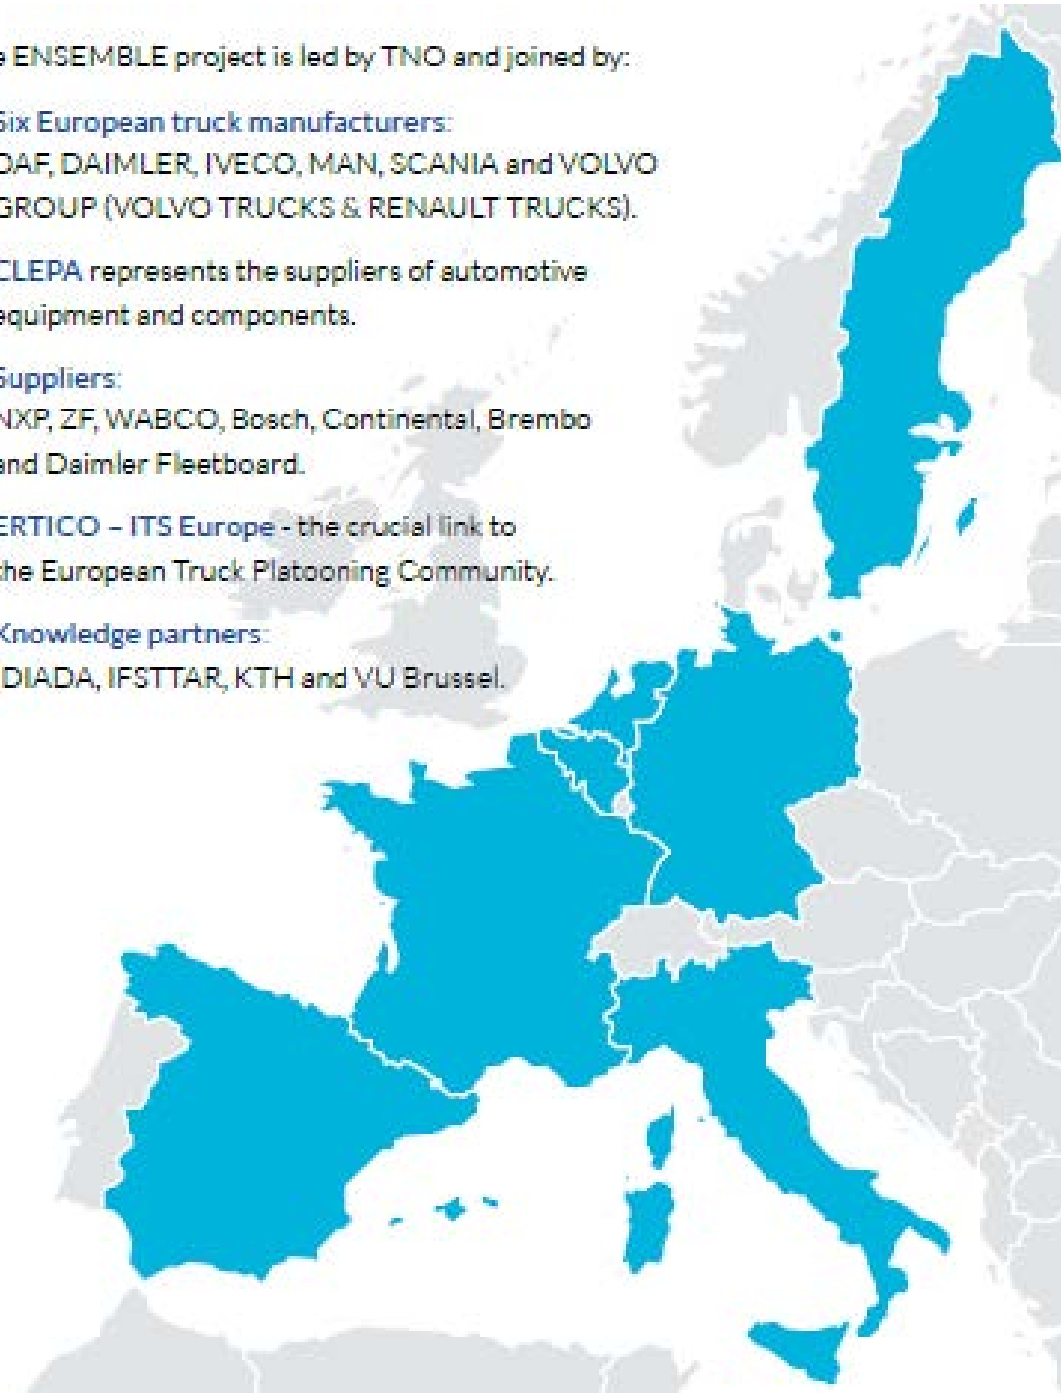 e ENSEMBLE project is led by TNO and joined by:
Six European truck manufacturers:
DAF, DAIMLER, IVECO, MAN, SCANIA and VOLVO
GROUP (VOLVO TRUCKS & RENAULT TRUCKS).
CLEPA represents the suppliers of automotive
equipment and components.
Suppliers:
NXP, ZF, WABCO, Bosch, Continental, Brembo
and Daimler Fleetboard.
ERTICO – ITS Europe - the crucial link to
the European Truck Platooning Community.
Knowledge partners:
IDIADA, IFSTTAR, KTH and VU Brussel.